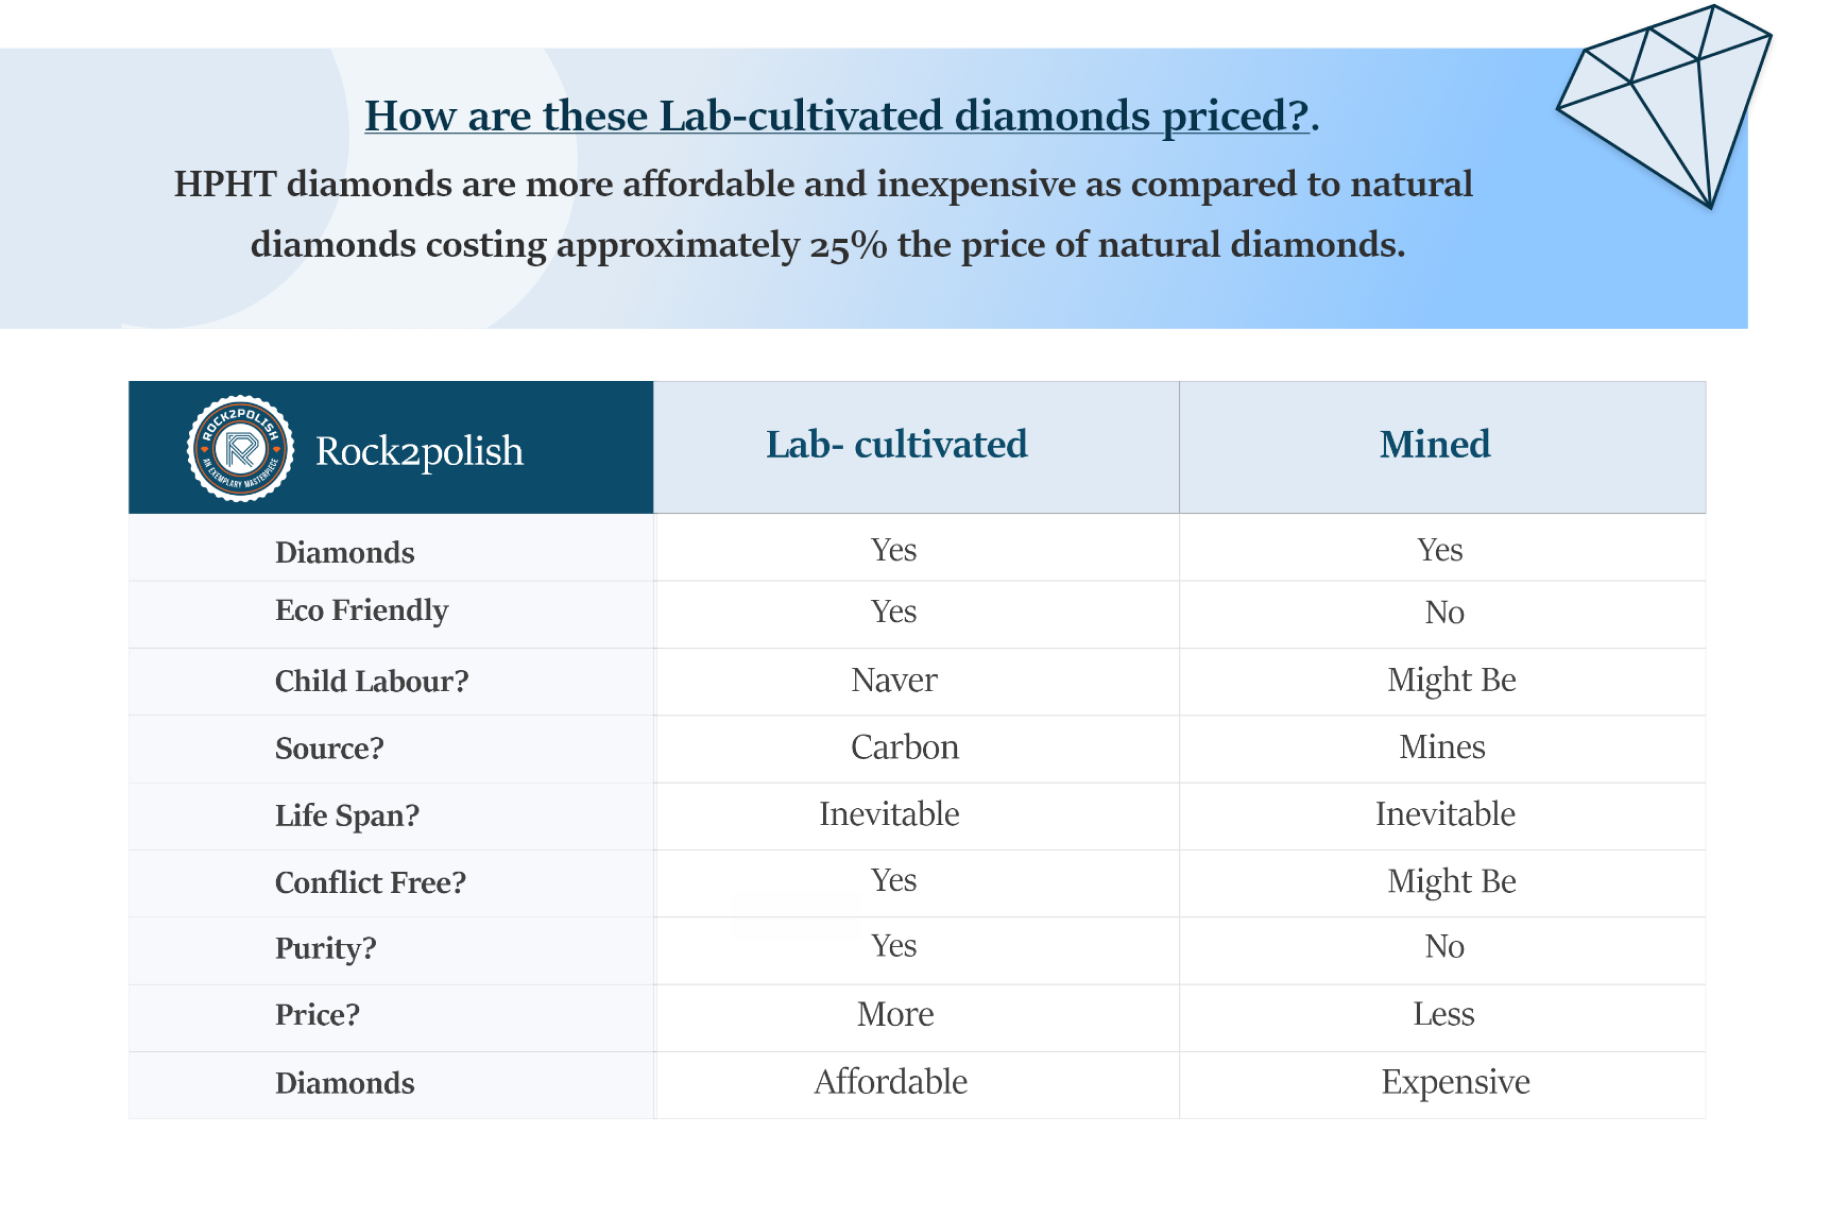 How are these Lab-cultivated diamonds priced?.
HPHT diamonds are more affordable and inexpensive as compared to natural
diamonds costing approximately 25% the price of natural diamonds.
ROCK2POLISH
R
AN EXEMPLARY MASTERPIECE
Rock2polish
Lab- cultivated
Mined
Diamonds Yes Yes
Eco Friendly Yes No
Child Labour? Naver Might Be
Source? Carbon Mines
Life Span? Inevitable Inevitable
Conflict Free? Yes Might Be
Purity? Yes No
Price? More Less
Diamonds Affordable Expensive